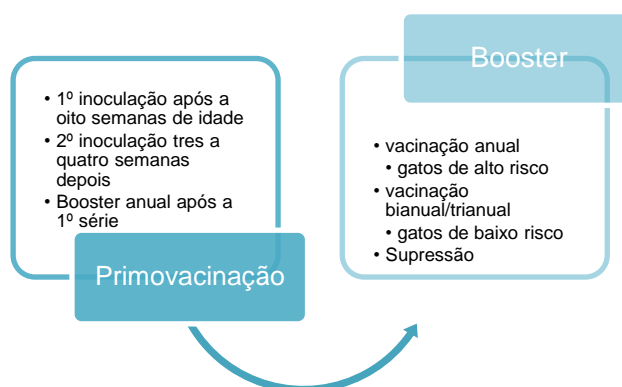 • 1º inoculação após a
oito semanas de idade
• 2º inoculação tres a
quatro semanas
depois
• Booster anual após a
1º série
Primovacinação
Booster
• vacinação anual
• gatos de alto risco
• vacinação
bianual/trianual
• gatos de baixo risco
• Supressão